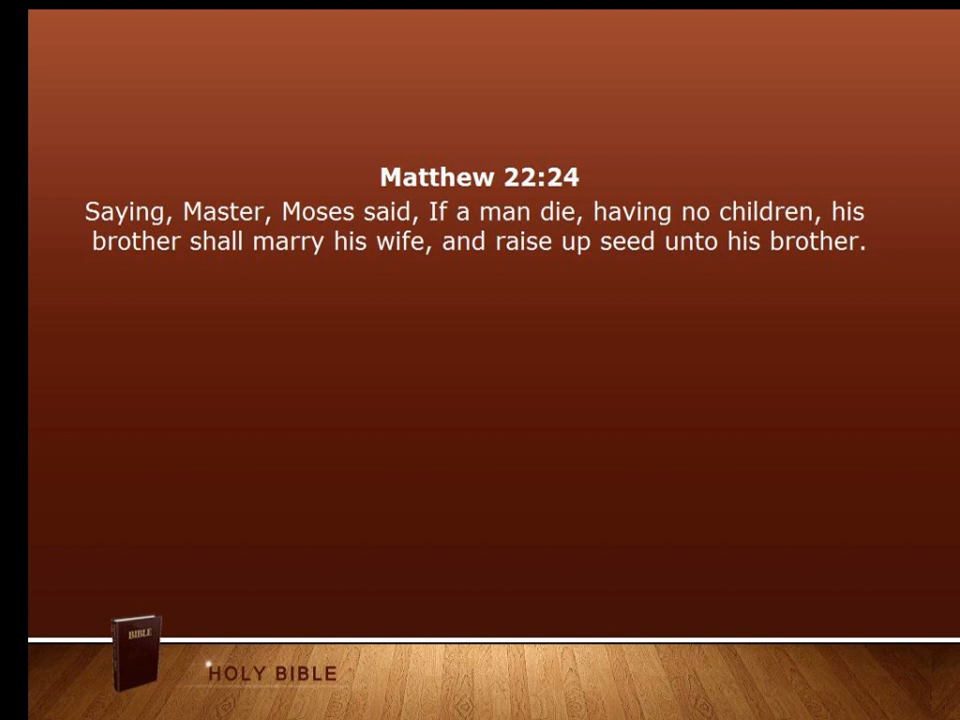 Matthew 22:24
Saying, Master, Moses said, If a man die, having no children, his
brother shall marry his wife, and raise up seed unto his brother.
BIBLE
HOLY BIBLE